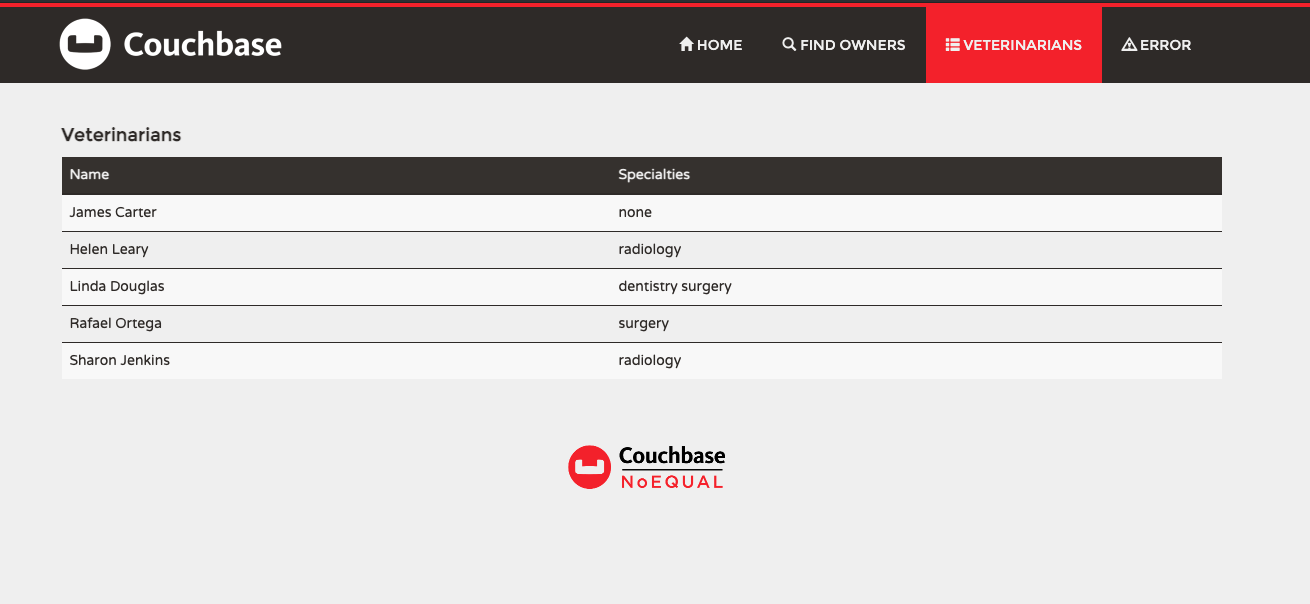 Couchbase HOME FIND OWNERS VETERINARIANS ERROR
Veterinarians
Name Specialties
James Carter none
Helen Leary radiology
Linda Douglas dentistry surgery
Rafael Ortega surgery
Sharon Jenkins radiology
Couchbase
NoEQUAL